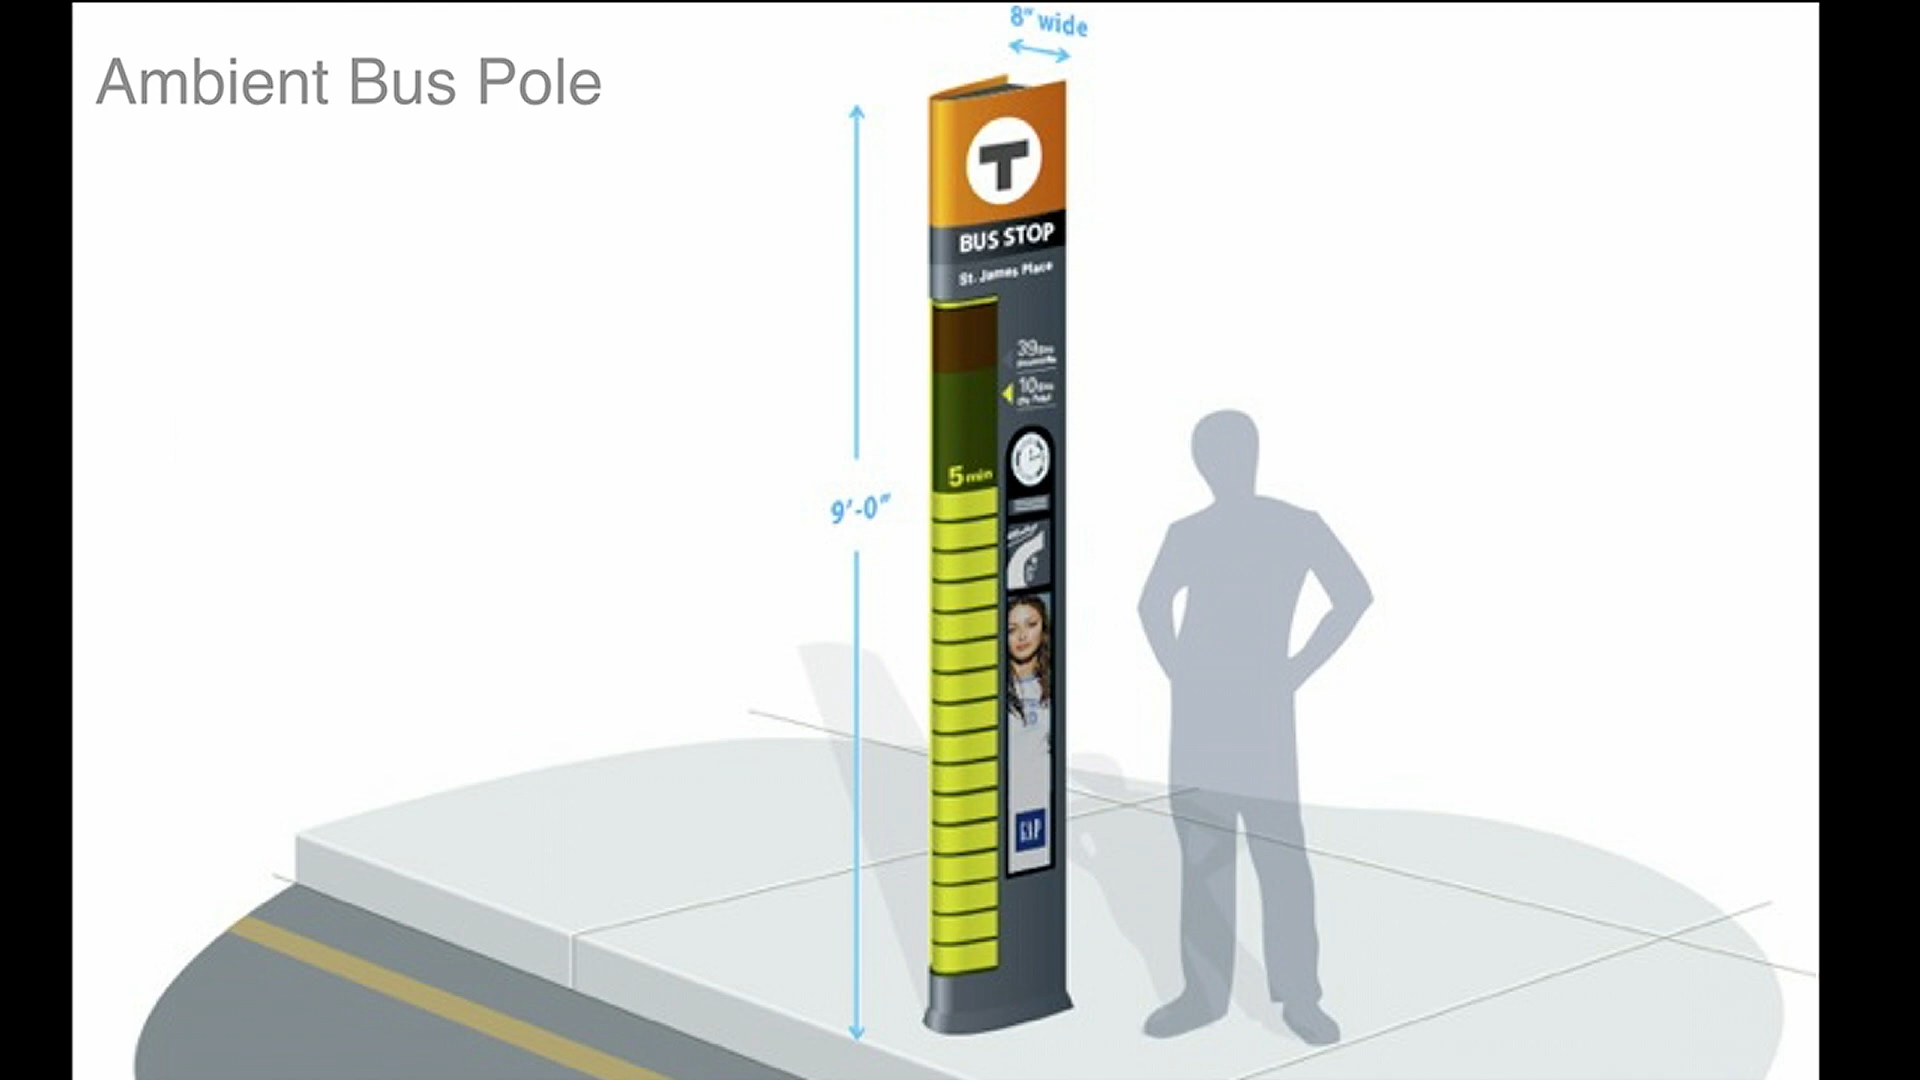 8" wide
Ambient Bus Pole
T
BUS STOP
St. James Place
39
10
5 min
9'-0"
GAP